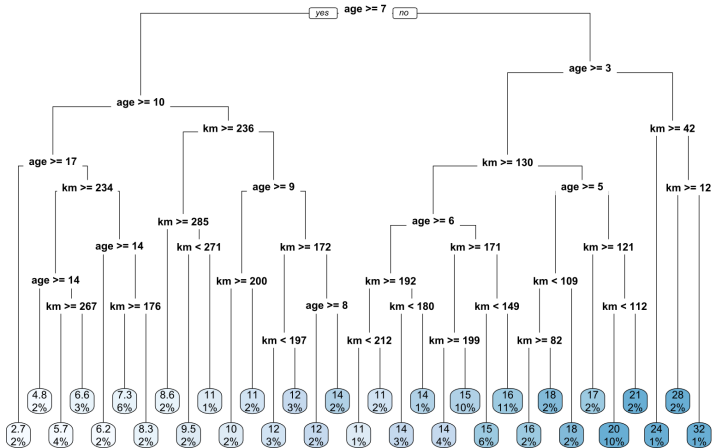 yes age >= 7 no
age >= 3
age >= 10
km >= 236 km >= 42
age >= 17 km >= 130
km >= 234 age >= 9 age >= 5 km >= 12
km >= 285 age >= 6
age >= 14 km < 271 km >= 172 km >= 171 km >= 121
age >= 14 km >= 200 km >= 192 km < 109
km >= 267 km >= 176 age >= 8 km < 180 km < 149 km < 112
km < 197 km < 212 km >= 199 km >= 82
4.8 6.6 7.3 8.6 11 11 12 14 11 14 15 16 18 17 21 28
2% 3% 6% 2% 1% 2% 3% 2% 2% 1% 10% 11% 2% 2% 2% 2%
2.7 5.7 6.2 8.3 9.5 10 12 12 11 14 14 15 16 18 20 24 32
2% 4% 2% 2% 2% 2% 3% 2% 1% 3% 4% 6% 2% 2% 10% 1% 1%